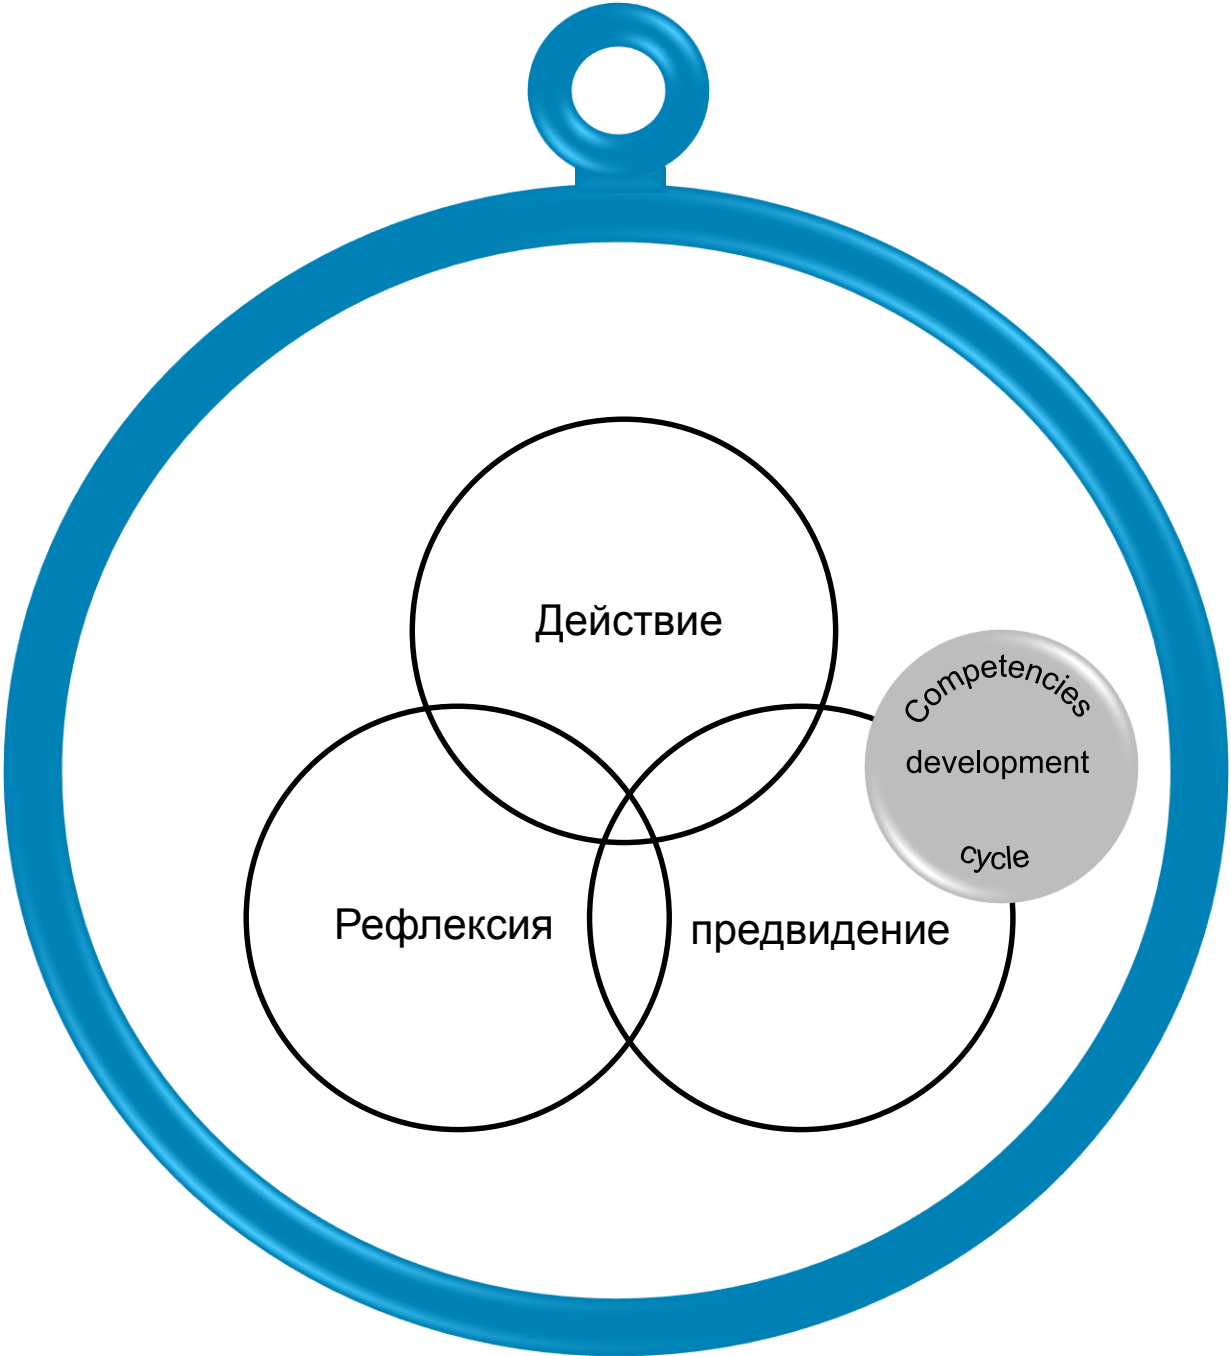 Действие
Competencies
development
cycle
Рефлексия
предвидение